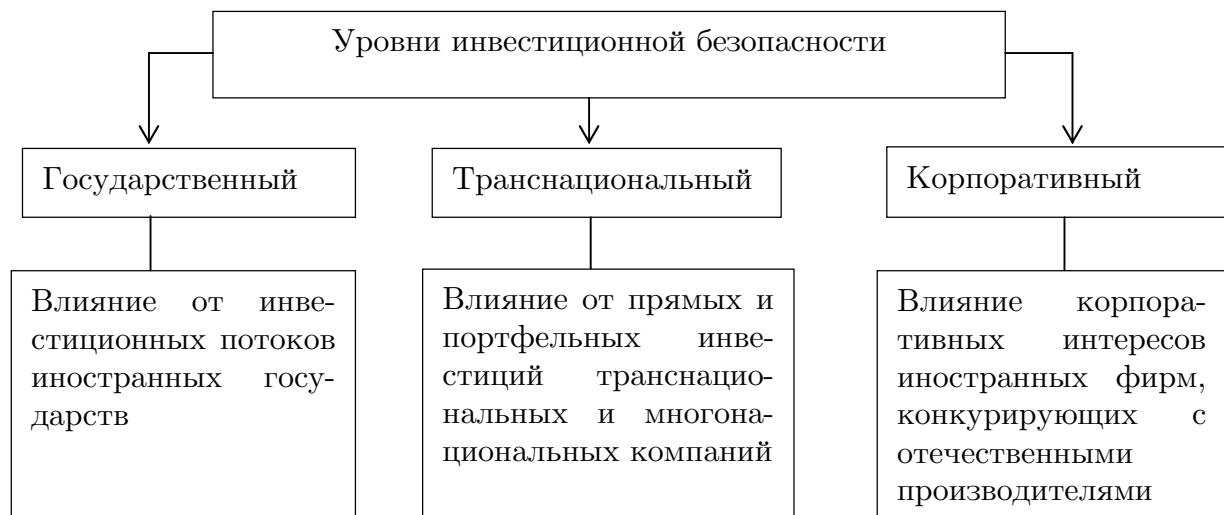 Уровни инвестиционной безопасности
Государственный
Транснациональный
Корпоративный
Влияние от инве-
стиционных потоков
иностранных госу-
дарств
Влияние от прямых и
портфельных инве-
стиций транснацио-
нальных и многона-
циональных компаний
Влияние корпора-
тивных интересов
иностранных фирм,
конкурирующих с
отечественными
производителями